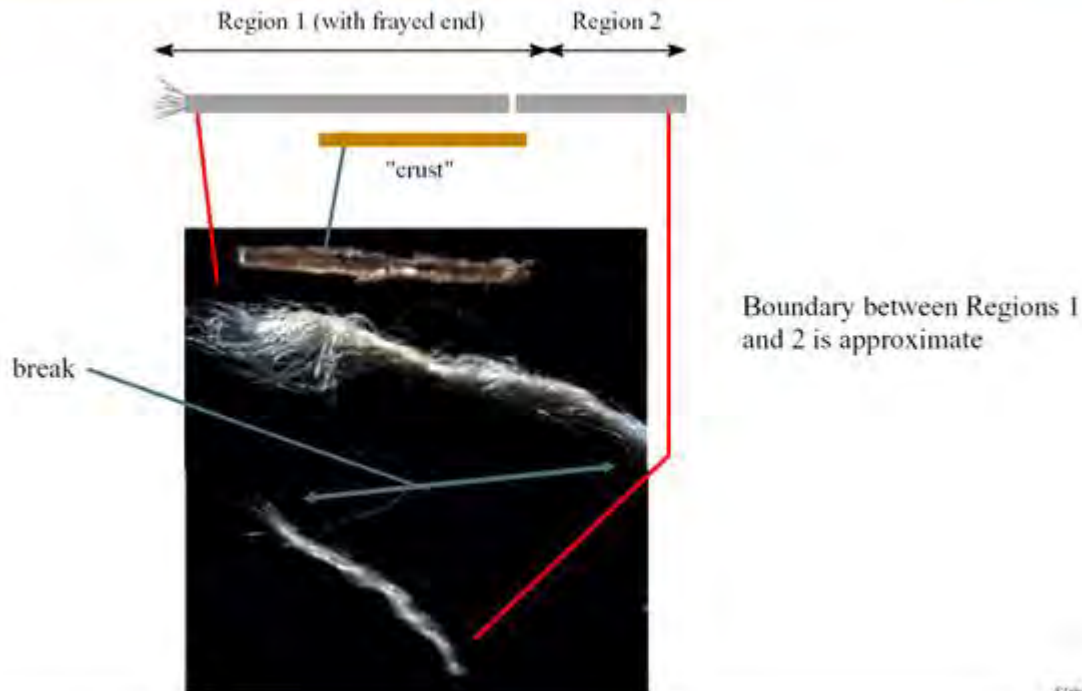 Region 1 (with frayed end)
Region 2
"crust"
Boundary between Regions 1
and 2 is approximate
break